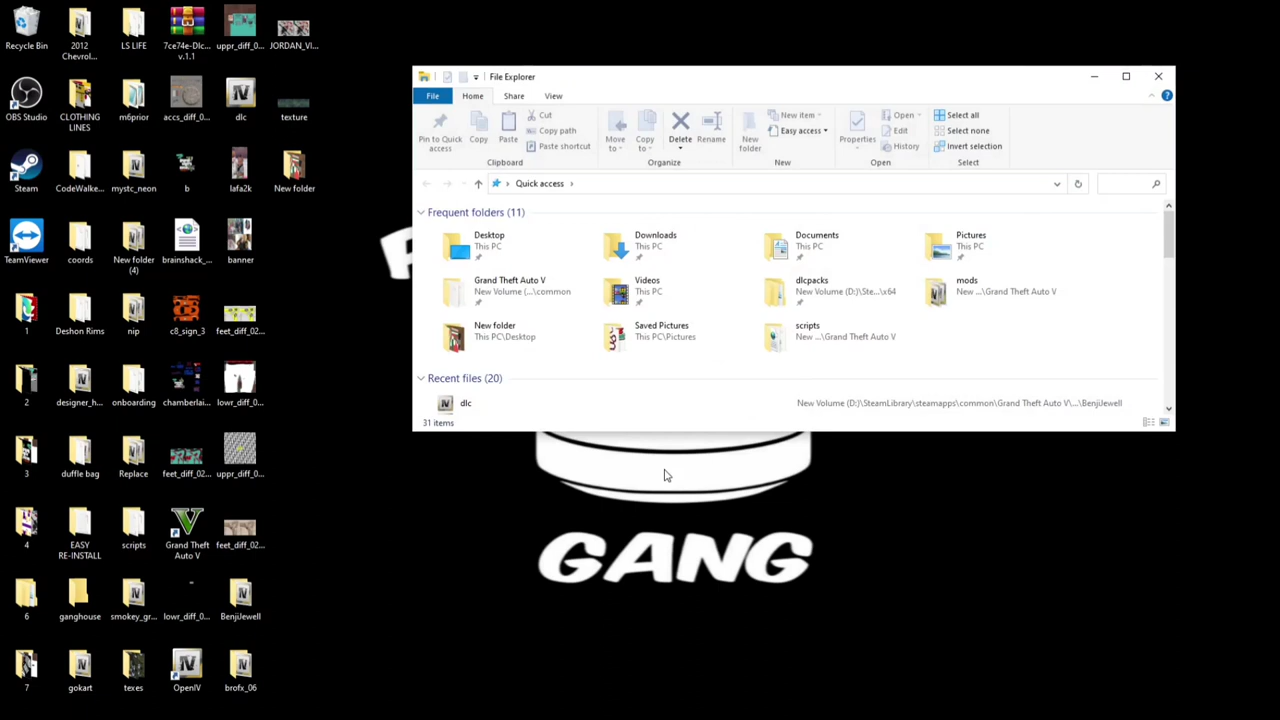 Recycle Bin
2012
Chevrol...
LS LIFE
7ce74e-Dlc...
v.1.1
uppr_diff_0...
JORDAN_VI...
OBS Studio
CLOTHING
LINES
m6prior
accs_diff_0...
dlc
texture
Steam
CodeWalke...
mystc_neon
b
lafa2k
New folder
TeamViewer
coords
New folder
(4)
brainshack_...
banner
1
Deshon Rims
nip
c8_sign_3
feet_diff_02...
2
designer_h...
onboarding
chamberlai...
lowr_diff_0...
3
duffle bag
Replace
feet_diff_02...
uppr_diff_0...
4
EASY
RE-INSTALL
scripts
Grand Theft
Auto V
feet_diff_02...
6
ganghouse
smokey_gr...
lowr_diff_0...
BenjiJewell
7
gokart
texes
OpenIV
brofx_06
File Explorer
File
Home
Share
View
Pin to Quick
access
Copy
Paste
Cut
Copy path
Paste shortcut
Clipboard
Move
to
Copy
to
Delete
Rename
Organize
New
folder
New item
Easy access
New
Properties
Open
Edit
History
Open
Select all
Select none
Invert selection
Select
Quick access
Frequent folders (11)
Desktop
This PC
Downloads
This PC
Documents
This PC
Pictures
This PC
Grand Theft Auto V
New Volume (...\common
Videos
This PC
dlcpacks
New Volume (D:)\Ste...\x64
mods
New ...\Grand Theft Auto V
New folder
This PC\Desktop
Saved Pictures
This PC\Pictures
scripts
New ...\Grand Theft Auto V
Recent files (20)
dlc
New Volume (D:)\SteamLibrary\steamapps\common\Grand Theft Auto V\...\BenjiJewell
31 items
GANG